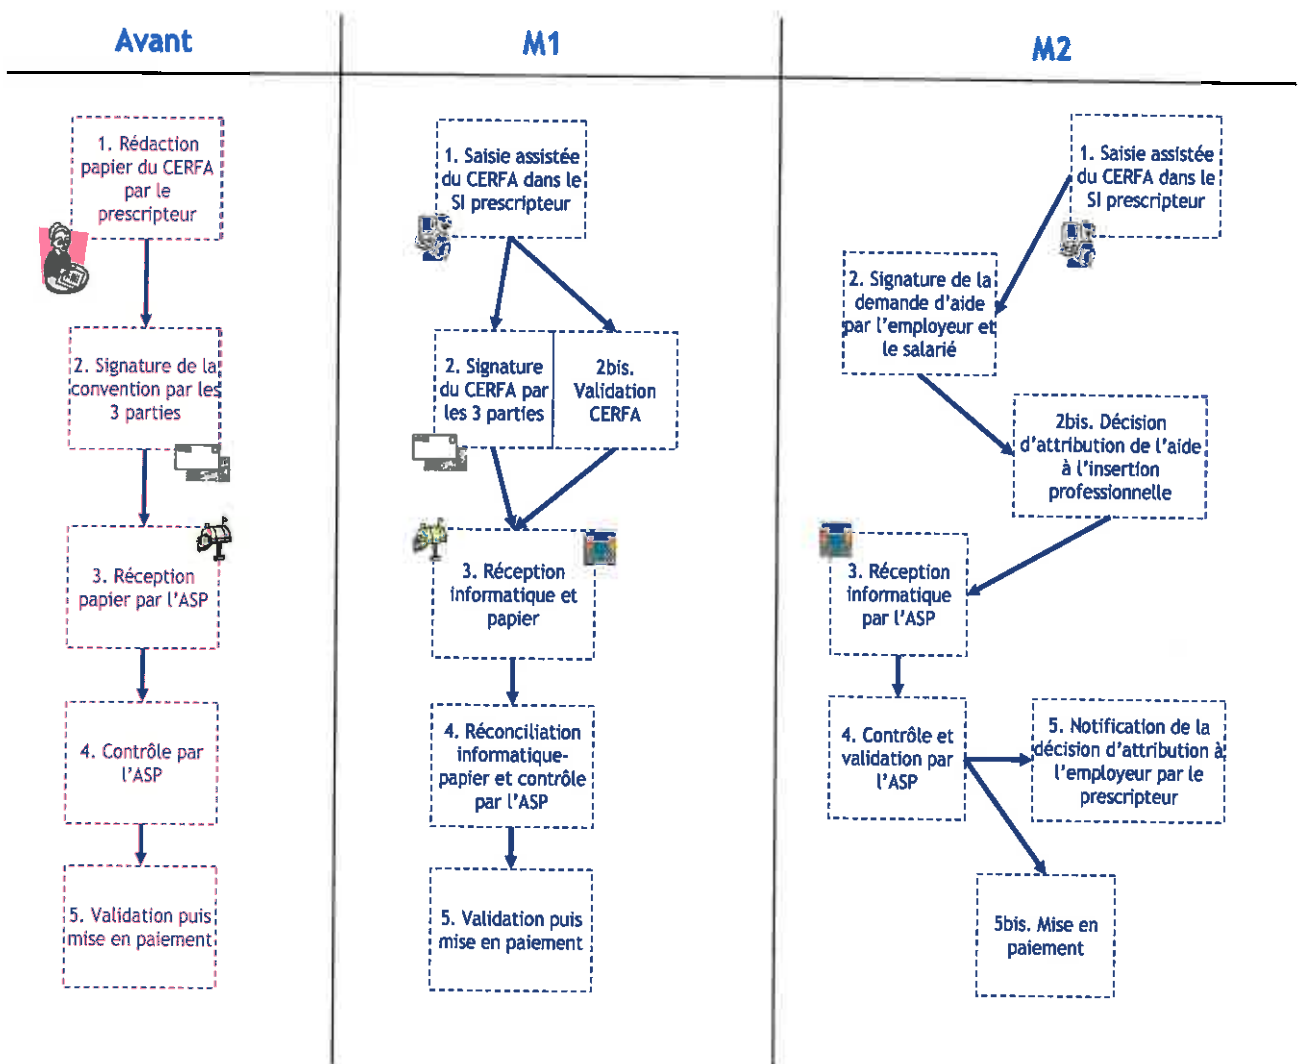 Avant
M1
M2
1. Rédaction
papier du CERFA
par le
prescripteur
2. Signature de la
convention par les
3 parties
3. Réception
papier par l'ASP
4. Contrôle par
l'ASP
5. Validation puis
mise en paiement
1. Saisie assistée
du CERFA dans le
SI prescripteur
2. Signature
du CERFA par
les 3 parties
2bis.
Validation
CERFA
3. Réception
informatique et
papier
4. Réconciliation
informatique-
papier et contrôle
par l'ASP
5. Validation puis
mise en paiement
1. Saisie assistée
du CERFA dans le
SI prescripteur
2. Signature de la
demande d'aide
par l'employeur et
le salarié
2bis. Décision
d'attribution de l'aide
à l'insertion
professionnelle
3. Réception
informatique
par l'ASP
4. Contrôle et
validation par
l'ASP
5. Notification de la
décision d'attribution à
l'employeur par le
prescripteur
5bis. Mise en
paiement